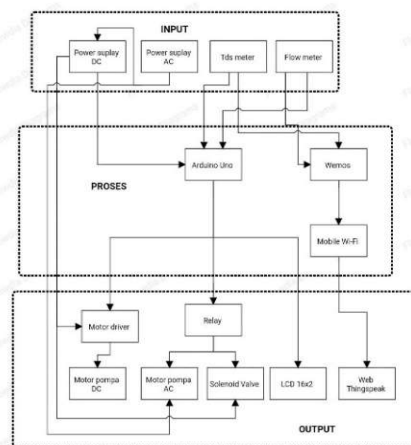 INPUT
Power suplay
DC
Power suplay
AC
Tds meter
Flow meter
PROSES
Arduino Uno
Wemos
Mobile Wi-Fi
Motor driver
Relay
Motor pompa
DC
Motor pompa
AC
Solenoid Valve
LCD 16x2
Web
Thingspeak
OUTPUT